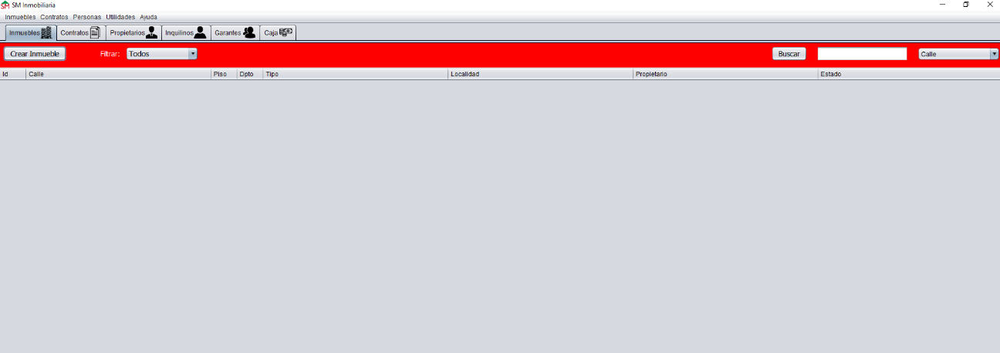 SM SM Inmobiliaria
Inmuebles Contratos Personas Utilidades Ayuda
Inmuebles Contratos Propietarios Inquilinos Garantes Caja
Crear Inmueble Filtrar: Todos Buscar Calle
Id Calle Piso Dpto Tipo Localidad Propietario Estado